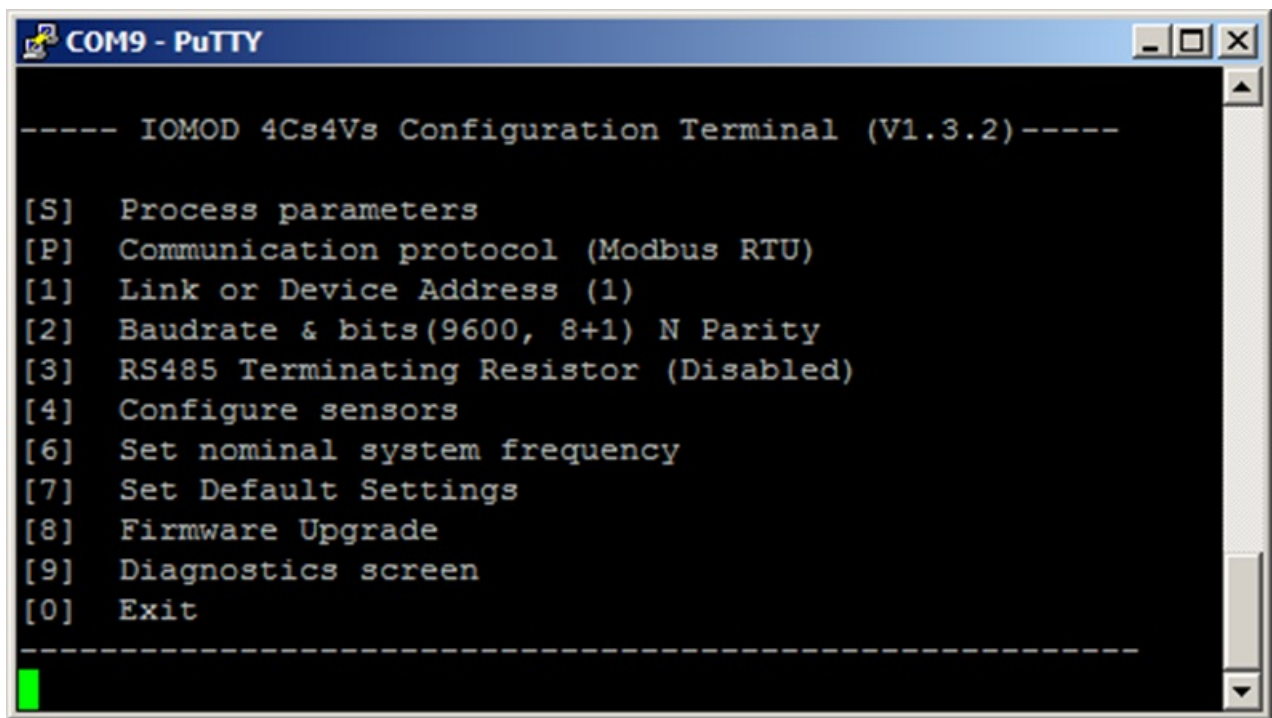 COM9 - PuTTY
----- IOMOD 4Cs4Vs Configuration Terminal (V1.3.2)-----
[S]  Process parameters
[P]  Communication protocol (Modbus RTU)
[1]  Link or Device Address (1)
[2]  Baudrate & bits(9600, 8+1) N Parity
[3]  RS485 Terminating Resistor (Disabled)
[4]  Configure sensors
[6]  Set nominal system frequency
[7]  Set Default Settings
[8]  Firmware Upgrade
[9]  Diagnostics screen
[0]  Exit
--------------------------------------------------------